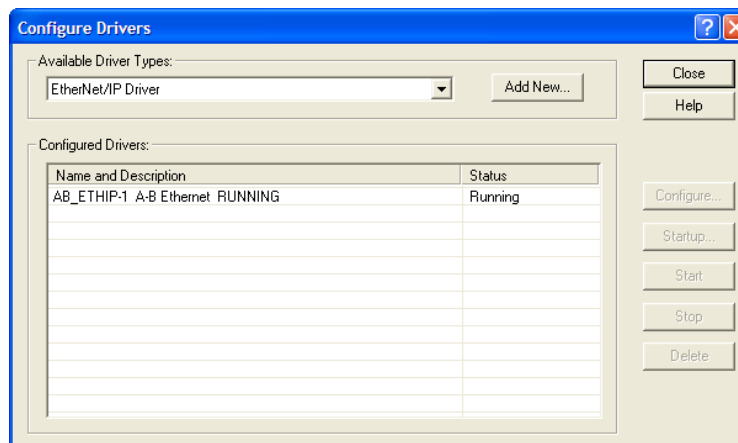 Configure Drivers
Available Driver Types:
EtherNet/IP Driver
Add New...
Close
Help
Configured Drivers:
Name and Description Status
AB_ETHIP-1 A-B Ethernet RUNNING Running
Configure...
Startup...
Start
Stop
Delete